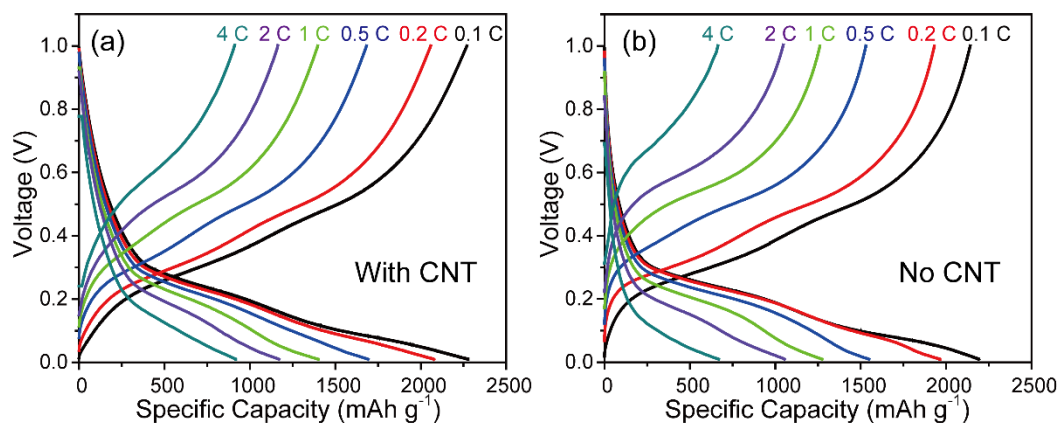 (a)
4 C 2 C 1 C 0.5 C 0.2 C 0.1 C
1.0
0.8
0.6
0.4
0.2
0.0
Voltage (V)
With CNT
0 500 1000 1500 2000 2500
Specific Capacity (mAh g⁻¹)
(b)
4 C 2 C 1 C 0.5 C 0.2 C 0.1 C
1.0
0.8
0.6
0.4
0.2
0.0
Voltage (V)
No CNT
0 500 1000 1500 2000 2500
Specific Capacity (mAh g⁻¹)